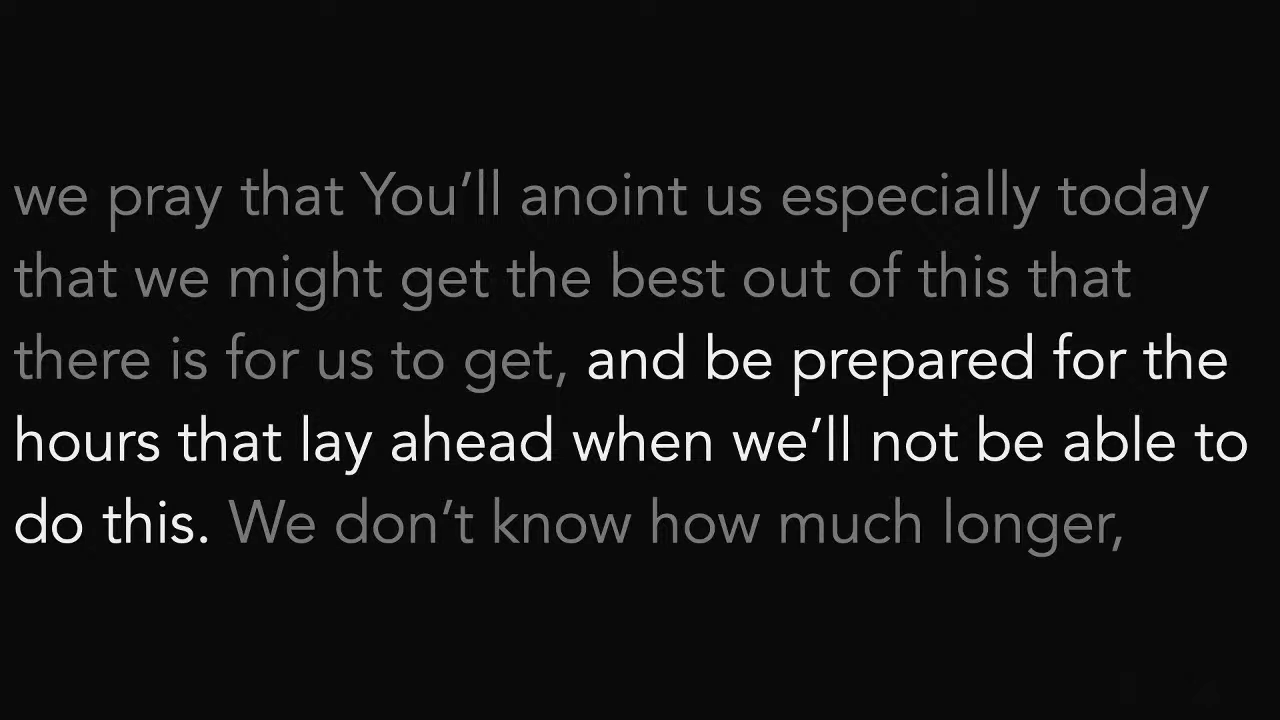 we pray that You’ll anoint us especially today
that we might get the best out of this that
there is for us to get, and be prepared for the
hours that lay ahead when we’ll not be able to
do this. We don’t know how much longer,